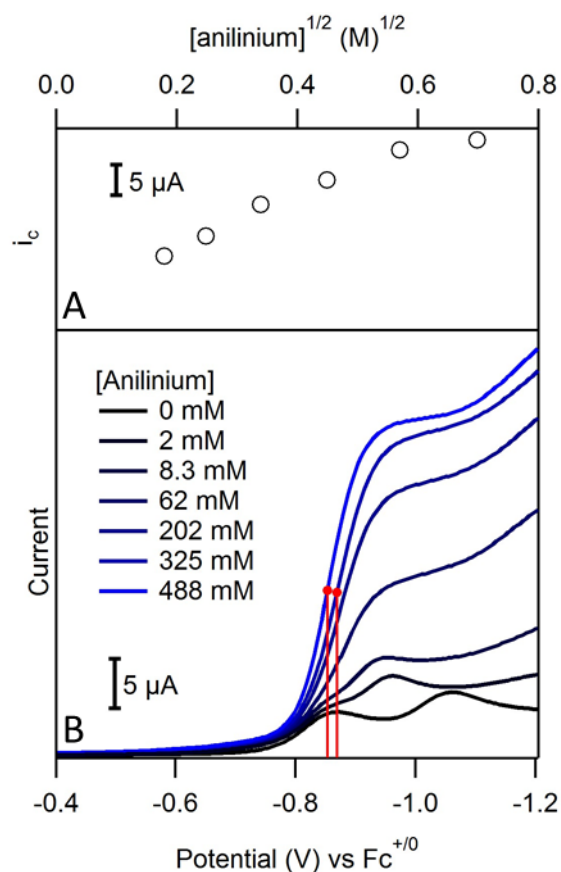 [anilinium]^1/2 (M)^1/2
0.0 0.2 0.4 0.6 0.8
5 µA
i_c
A
[Anilinium]
0 mM
2 mM
8.3 mM
62 mM
202 mM
325 mM
488 mM
Current
5 µA
B
-0.4 -0.6 -0.8 -1.0 -1.2
Potential (V) vs Fc^+/0